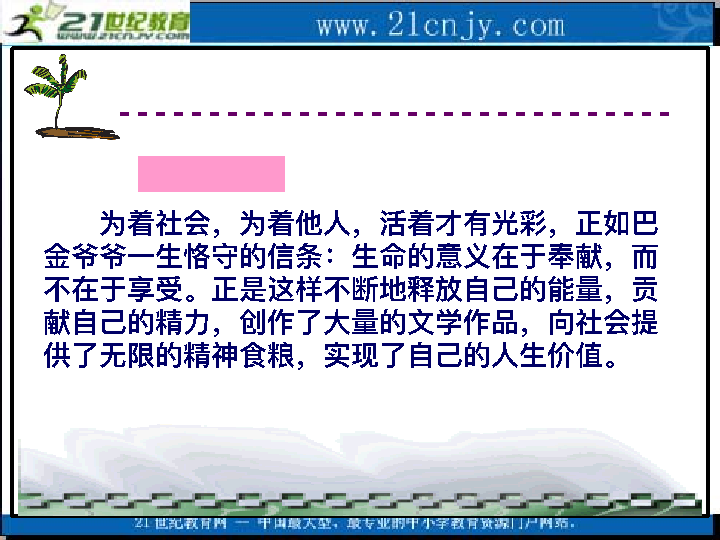 21世纪教育
WWW.21CNJY.COM
www.21cnjy.com
为着社会，为着他人，活着才有光彩，正如巴
金爷爷一生恪守的信条：生命的意义在于奉献，而
不在于享受。正是这样不断地释放自己的能量，贡
献自己的精力，创作了大量的文学作品，向社会提
供了无限的精神食粮，实现了自己的人生价值。
21世纪教育网 -- 中国最大型、最专业的中小学教育资源门户网站.